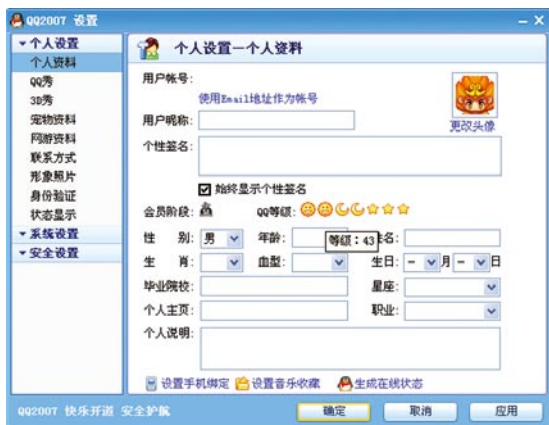 QQ2007 设置
个人设置
个人资料
QQ秀
3D秀
宠物资料
网游资料
联系方式
形象照片
身份验证
状态显示
系统设置
安全设置
个人设置—个人资料
用户帐号:
使用Email地址作为帐号
用户昵称:
更改头像
个性签名:
始终显示个性签名
会员阶段: QQ等级:
等级：43
性 别: 男 年龄: 名:
生 肖: 血型: 生日: - 月 - 日
毕业院校: 星座:
个人主页: 职业:
个人说明:
设置手机绑定 设置音乐收藏 生成在线状态
QQ2007 快乐开道 安全护航 确定 取消 应用